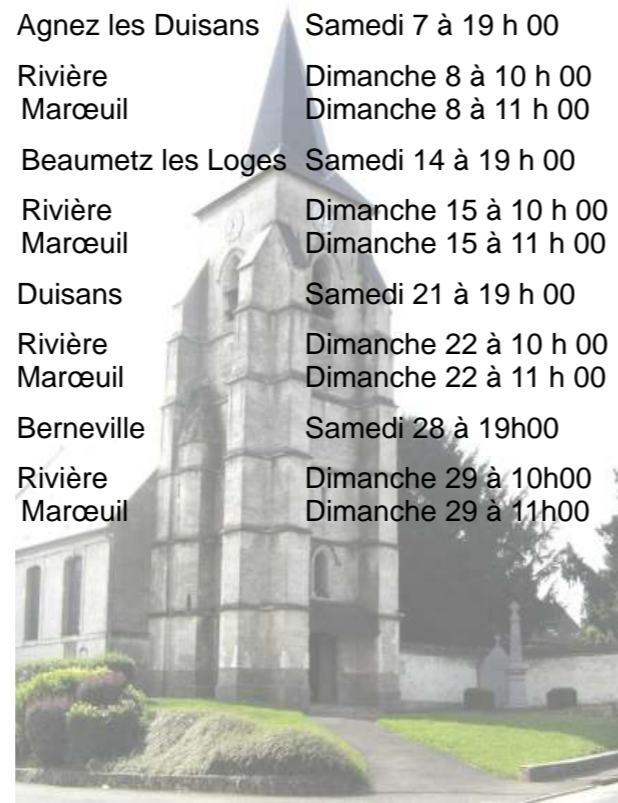 Agnez les Duisans Samedi 7 à 19 h 00
Rivière Dimanche 8 à 10 h 00
Marœuil Dimanche 8 à 11 h 00
Beaumetz les Loges Samedi 14 à 19 h 00
Rivière Dimanche 15 à 10 h 00
Marœuil Dimanche 15 à 11 h 00
Duisans Samedi 21 à 19 h 00
Rivière Dimanche 22 à 10 h 00
Marœuil Dimanche 22 à 11 h 00
Berneville Samedi 28 à 19h00
Rivière Dimanche 29 à 10h00
Marœuil Dimanche 29 à 11h00